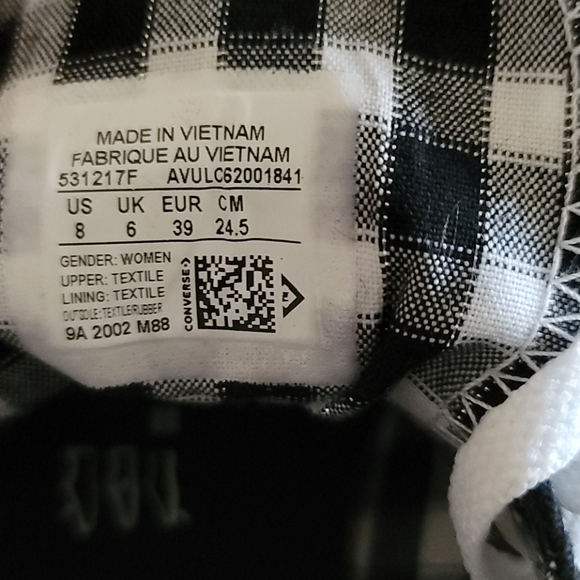 MADE IN VIETNAM
FABRIQUE AU VIETNAM
531217F AVULC62001841
US UK EUR CM
8 6 39 24.5
GENDER: WOMEN
UPPER: TEXTILE
LINING: TEXTILE
OUTSOLE: TEXTILE/RUBBER
9A 2002 M88
CONVERSE